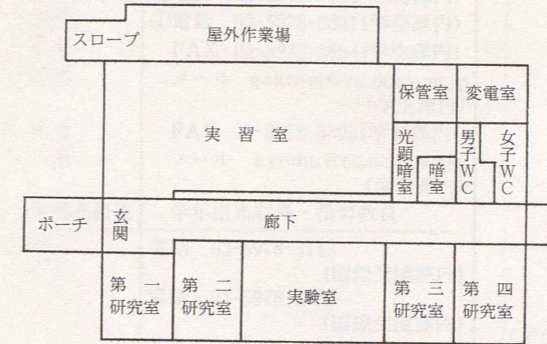 屋外作業場
スロープ
保管室
変電室
実習室
光顕暗室
暗室
男子WC
女子WC
ポーチ
玄関
廊下
第一
研究室
第二
研究室
実験室
第三
研究室
第四
研究室